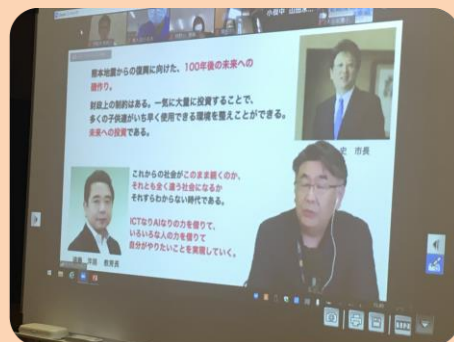 熊本地震からの復興に向けた、100年後の未来への
礎作り。
財政上の制約はある。一気に大量に投資することで、
多くの子供達がいち早く使用できる環境を整えことができる。
未来への投資である。
史 市長
これからの社会がこのまま続くのか、
それとも全く違う社会になるか
それすらわからない時代である。
ICTなりAIなりの力を借りて、
いろいろな人の力を借りて
自分がやりたいことを実現していく。
教育長